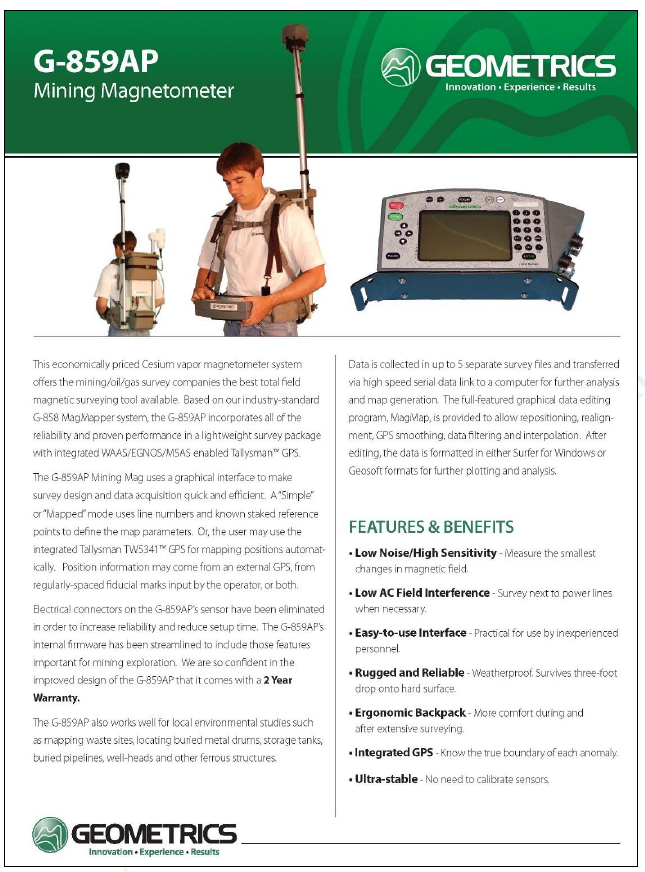 G-859AP
Mining Magnetometer
GEOMETRICS
Innovation • Experience • Results
This economically priced Cesium vapor magnetometer system
offers the mining/oil/gas survey companies the best total field
magnetic surveying tool available. Based on our industry-standard
G-858 MagMapper system, the G-859AP incorporates all of the
reliability and proven performance in a lightweight survey package
with integrated WAAS/EGNOS/MSAS enabled Tallysman™ GPS.
The G-859AP Mining Mag uses a graphical interface to make
survey design and data acquisition quick and efficient. A "Simple"
or "Mapped" mode uses line numbers and known staked reference
points to define the map parameters. Or, the user may use the
integrated Tallysman TW5341™ GPS for mapping positions automat-
ically. Position information may come from an external GPS, from
regularly-spaced fiducial marks input by the operator, or both.
Electrical connectors on the G-859AP's sensor have been eliminated
in order to increase reliability and reduce setup time. The G-859AP's
internal firmware has been streamlined to include those features
important for mining exploration. We are so confident in the
improved design of the G-859AP that it comes with a 2 Year
Warranty.
The G-859AP also works well for local environmental studies such
as mapping waste sites, locating buried metal drums, storage tanks,
buried pipelines, well-heads and other ferrous structures.
Data is collected in up to 5 separate survey files and transferred
via high speed serial data link to a computer for further analysis
and map generation. The full-featured graphical data editing
program, MagMap, is provided to allow repositioning, realign-
ment, GPS smoothing, data filtering and interpolation. After
editing, the data is formatted in either Surfer for Windows or
Geosoft formats for further plotting and analysis.
FEATURES & BENEFITS
• Low Noise/High Sensitivity - Measure the smallest
changes in magnetic field.
• Low AC Field Interference - Survey next to power lines
when necessary.
• Easy-to-use Interface - Practical for use by inexperienced
personnel.
• Rugged and Reliable - Weatherproof. Survives three-foot
drop onto hard surface.
• Ergonomic Backpack - More comfort during and
after extensive surveying.
• Integrated GPS - Know the true boundary of each anomaly.
• Ultra-stable - No need to calibrate sensors.
GEOMETRICS
Innovation • Experience • Results